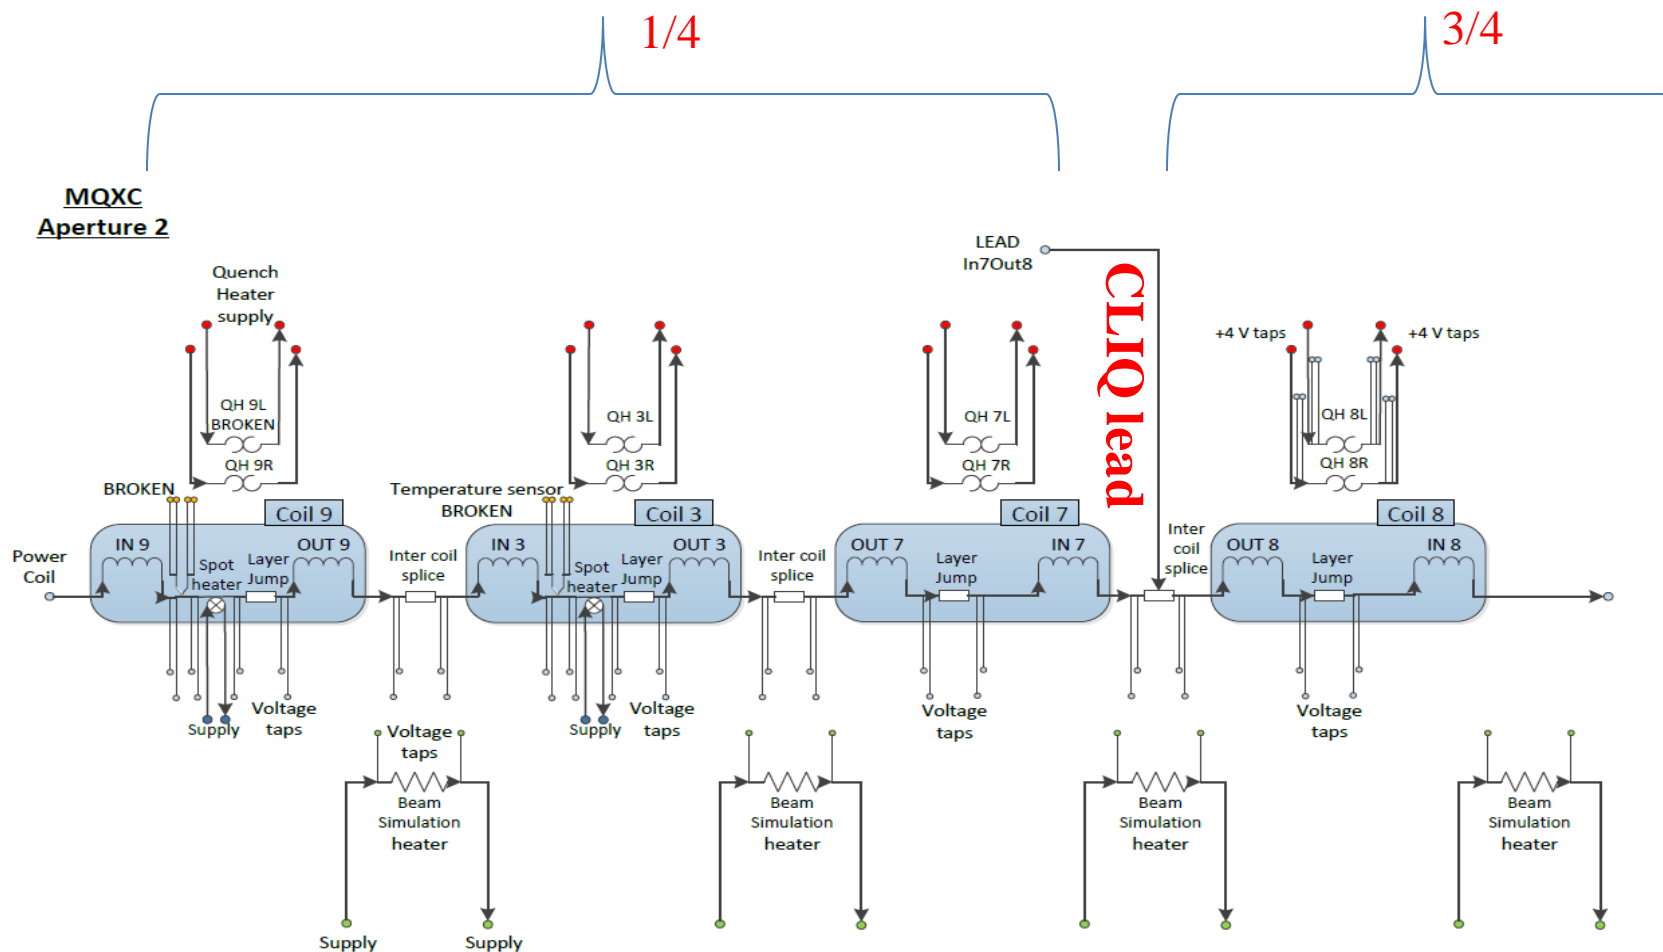 1/4
3/4
MQXC
Aperture 2
LEAD
In7Out8
CLIQ lead
Quench
Heater
supply
+4 V taps
+4 V taps
QH 9L
BROKEN
QH 9R
QH 3L
QH 3R
QH 7L
QH 7R
QH 8L
QH 8R
BROKEN
Temperature sensor
BROKEN
Coil 9
Coil 3
Coil 7
Coil 8
Power
Coil
IN 9
Spot
heater
Layer
Jump
OUT 9
Inter coil
splice
IN 3
Spot
heater
Layer
Jump
OUT 3
Inter coil
splice
OUT 7
Layer
Jump
IN 7
Inter
coil
splice
OUT 8
Layer
Jump
IN 8
Supply
Voltage
taps
Supply
Voltage
taps
Voltage
taps
Voltage
taps
Voltage
taps
Beam
Simulation
heater
Beam
Simulation
heater
Beam
Simulation
heater
Beam
Simulation
heater
Supply
Supply